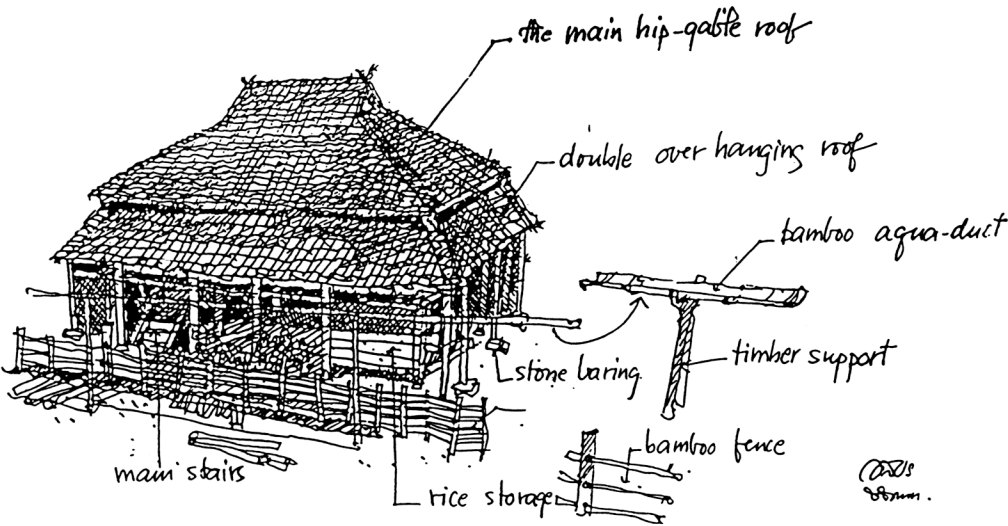 the main hip-gable roof
double over hanging roof
bamboo aqua-duct
timber support
stone baring
bamboo fence
main stairs
rice storage